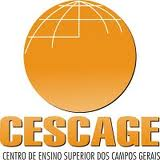 CESCAGE
CENTRO DE ENSINO SUPERIOR DOS CAMPOS GERAIS